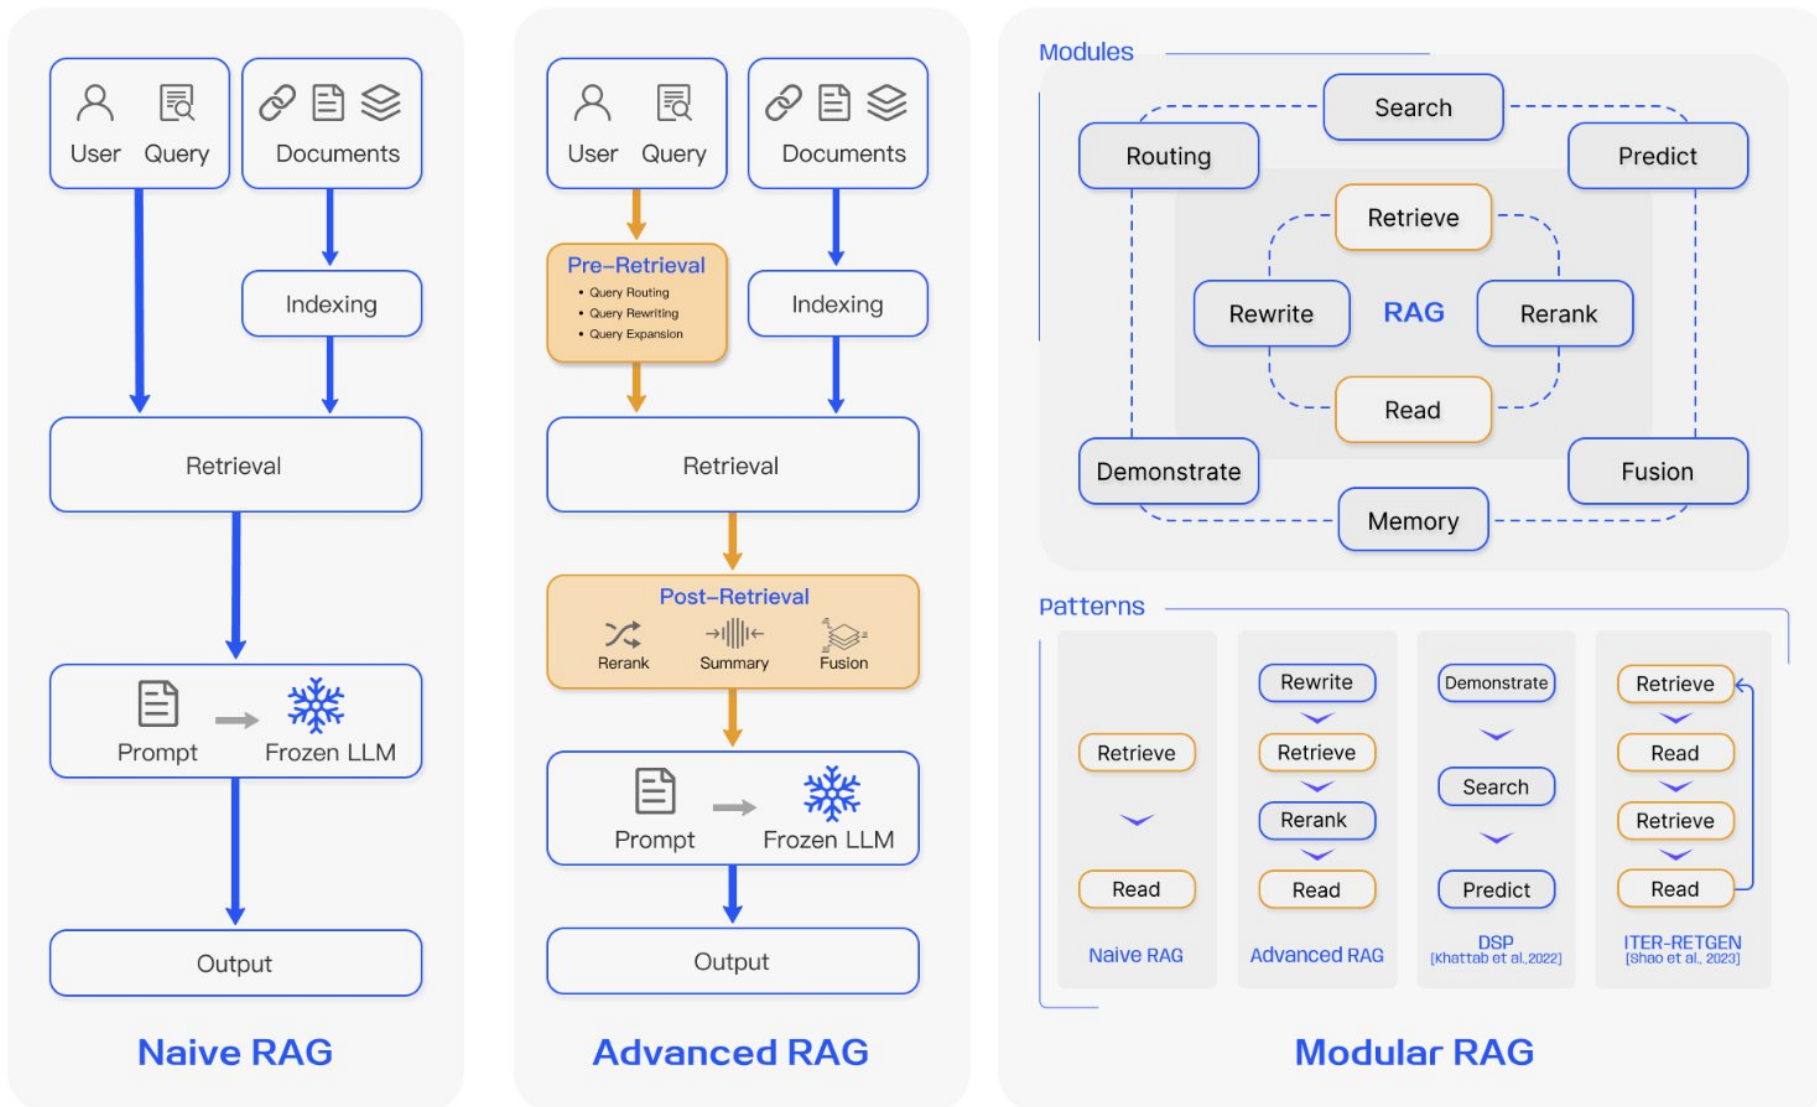 User Query
Documents
Indexing
Retrieval
Prompt
Frozen LLM
Output
Naive RAG
User Query
Documents
Pre-Retrieval
• Query Routing
• Query Rewriting
• Query Expansion
Indexing
Retrieval
Post-Retrieval
Rerank
Summary
Fusion
Prompt
Frozen LLM
Output
Advanced RAG
Modules
Search
Routing
Predict
Retrieve
Rewrite
RAG
Rerank
Read
Demonstrate
Fusion
Memory
Patterns
Retrieve
Read
Naive RAG
Rewrite
Retrieve
Rerank
Read
Advanced RAG
Demonstrate
Search
Predict
DSP
[Khattab et al.,2022]
Retrieve
Read
Retrieve
Read
ITER-RETGEN
[Shao et al., 2023]
Modular RAG